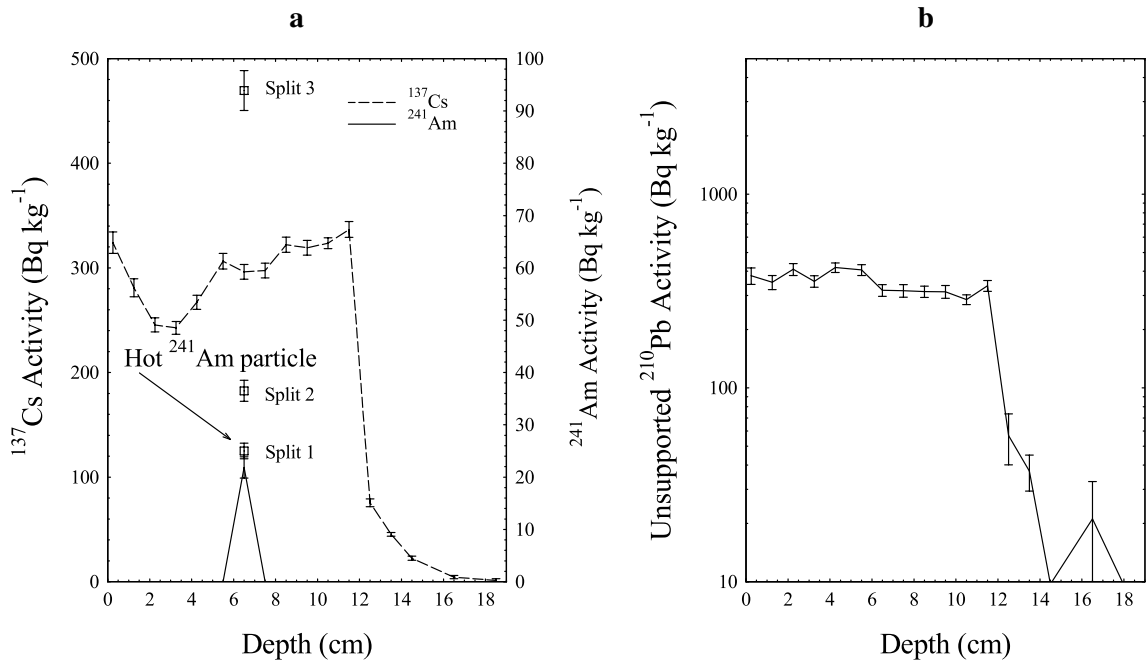 a
b
500
400
300
200
100
0
100
90
80
70
60
50
40
30
20
10
0
Split 3
¹³⁷Cs
²⁴¹Am
Hot ²⁴¹Am particle
Split 2
Split 1
¹³⁷Cs Activity (Bq kg⁻¹)
²⁴¹Am Activity (Bq kg⁻¹)
0 2 4 6 8 10 12 14 16 18
Depth (cm)
Unsupported ²¹⁰Pb Activity (Bq kg⁻¹)
1000
100
10
0 2 4 6 8 10 12 14 16 18
Depth (cm)